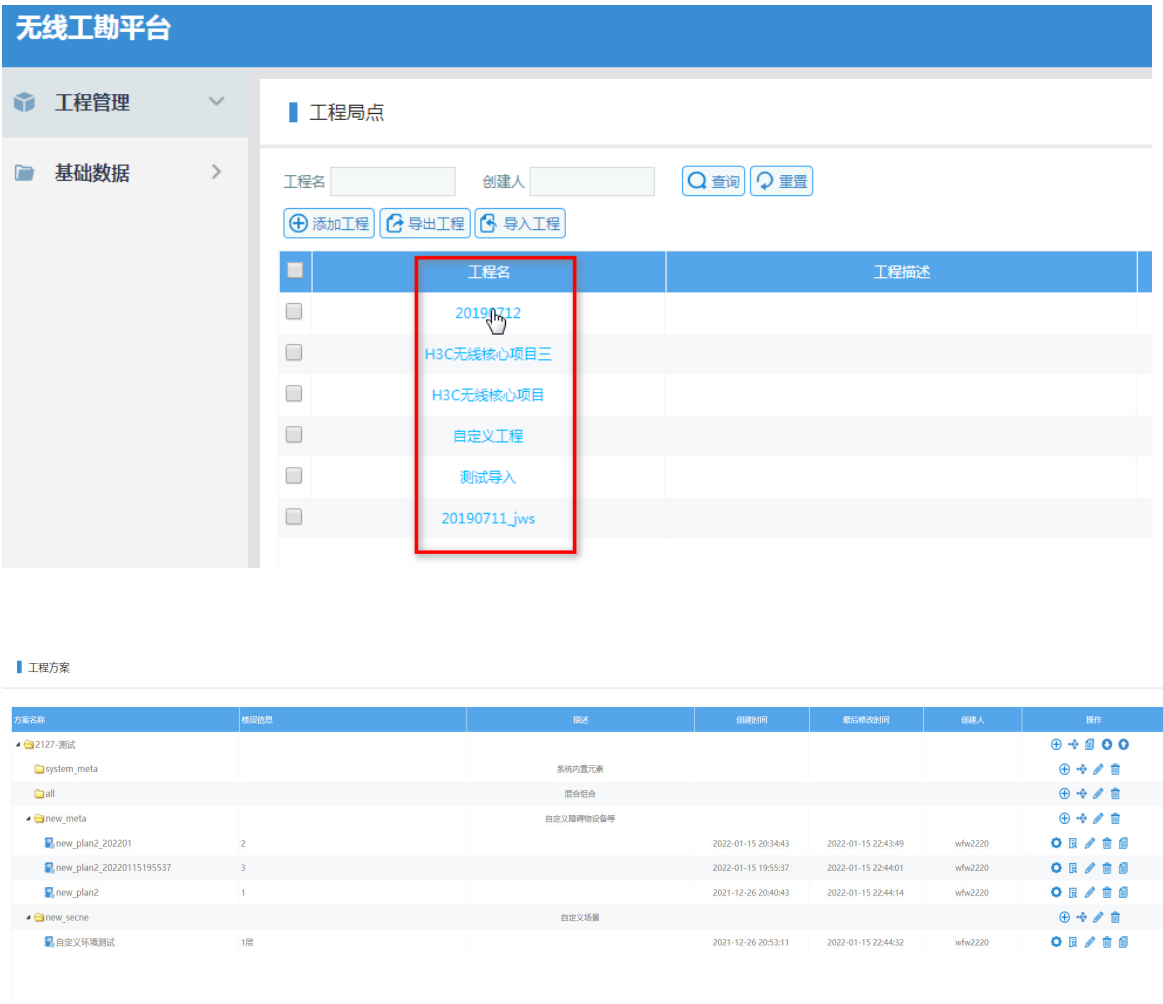 无线工勘平台
工程管理
基础数据
工程局点
工程名 创建人 查询 重置
添加工程 导出工程 导入工程
工程名 工程描述
20190712
H3C无线核心项目三
H3C无线核心项目
自定义工程
测试导入
20190711_jws
工程方案
方案名称 楼层信息 描述 创建时间 最后修改时间 创建人 操作
2127-测试
system_meta 系统内置元素
all 混合组合
new_meta 自定义障碍物设备等
new_plan2_202201 2 2022-01-15 20:34:43 2022-01-15 22:43:49 wfw2220
new_plan2_20220115195537 3 2022-01-15 19:55:37 2022-01-15 22:44:01 wfw2220
new_plan2 1 2021-12-26 20:40:43 2022-01-15 22:44:14 wfw2220
new_secne 自定义场景
自定义环境测试 1层 2021-12-26 20:53:11 2022-01-15 22:44:32 wfw2220